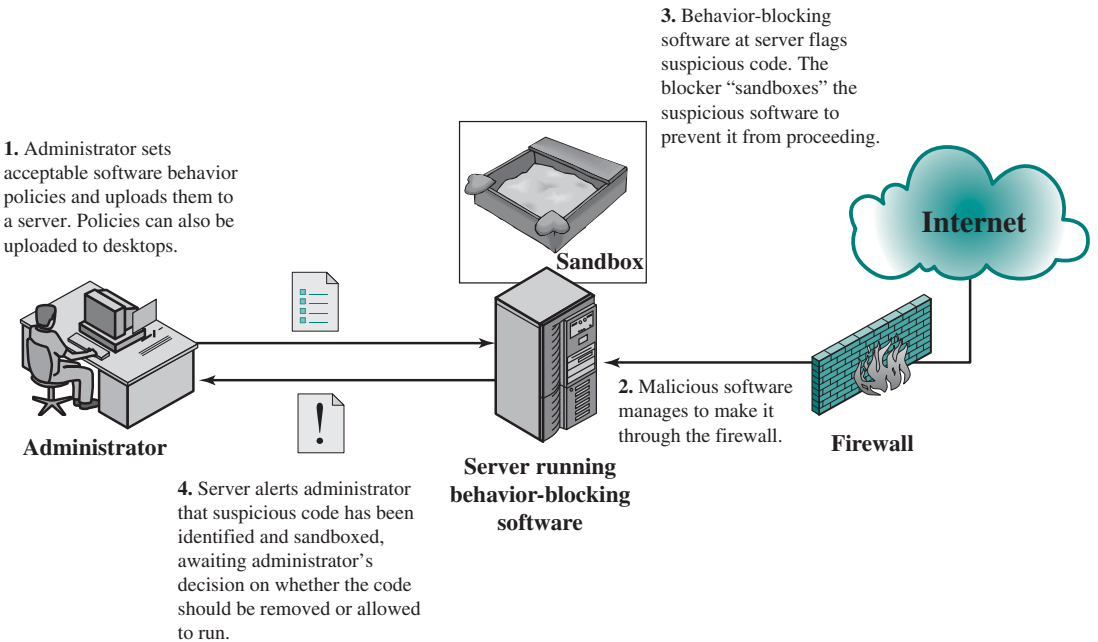 1. Administrator sets
acceptable software behavior
policies and uploads them to
a server. Policies can also be
uploaded to desktops.
Administrator
3. Behavior-blocking
software at server flags
suspicious code. The
blocker “sandboxes” the
suspicious software to
prevent it from proceeding.
Sandbox
Internet
2. Malicious software
manages to make it
through the firewall.
Firewall
Server running
behavior-blocking
software
!
4. Server alerts administrator
that suspicious code has been
identified and sandboxed,
awaiting administrator’s
decision on whether the code
should be removed or allowed
to run.